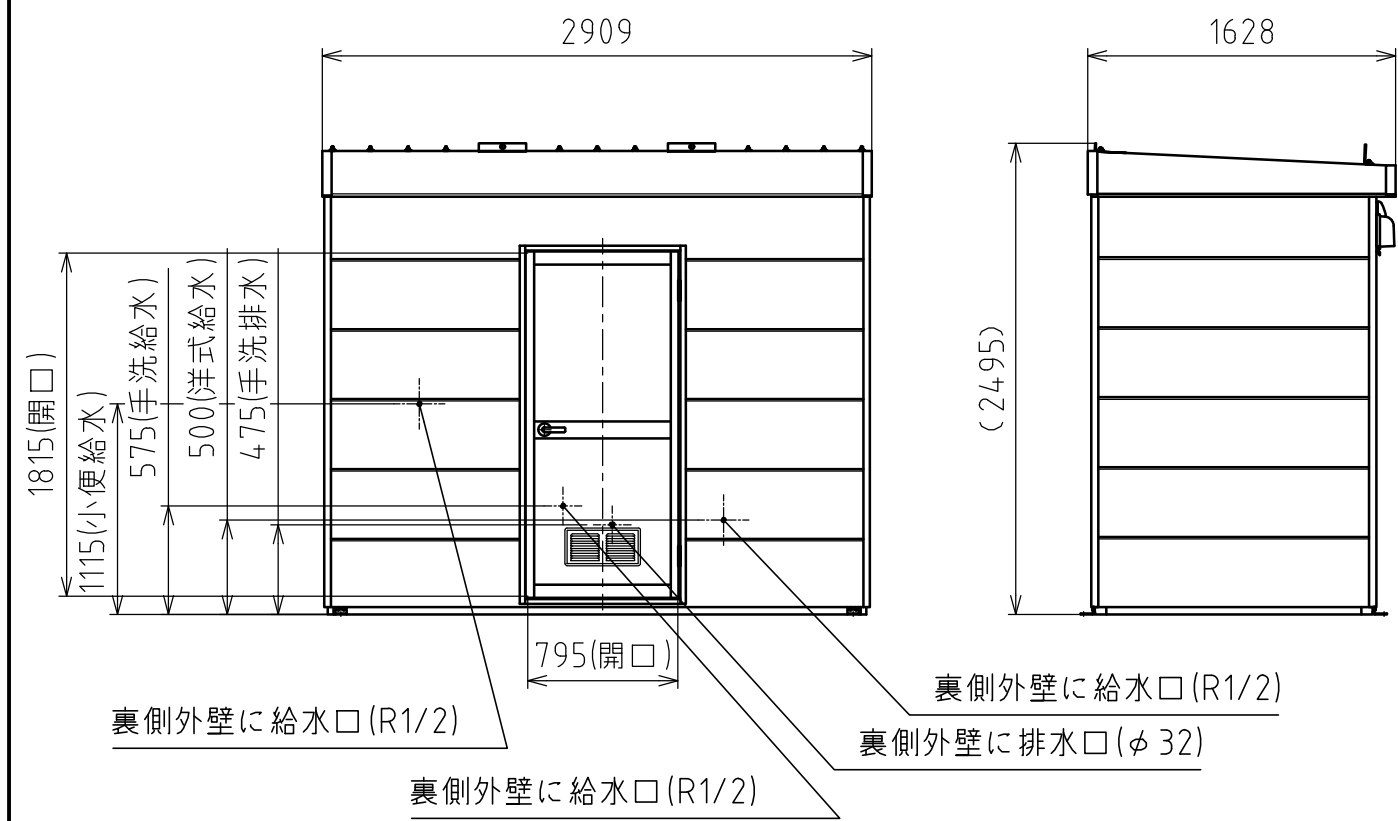 2909
1628
1815(開口)
1115(小便給水)
575(手洗給水)
500(洋式給水)
475(手洗排水)
(2495)
795(開口)
裏側外壁に給水口(R1/2)
裏側外壁に給水口(R1/2)
裏側外壁に排水口(φ32)
裏側外壁に給水口(R1/2)